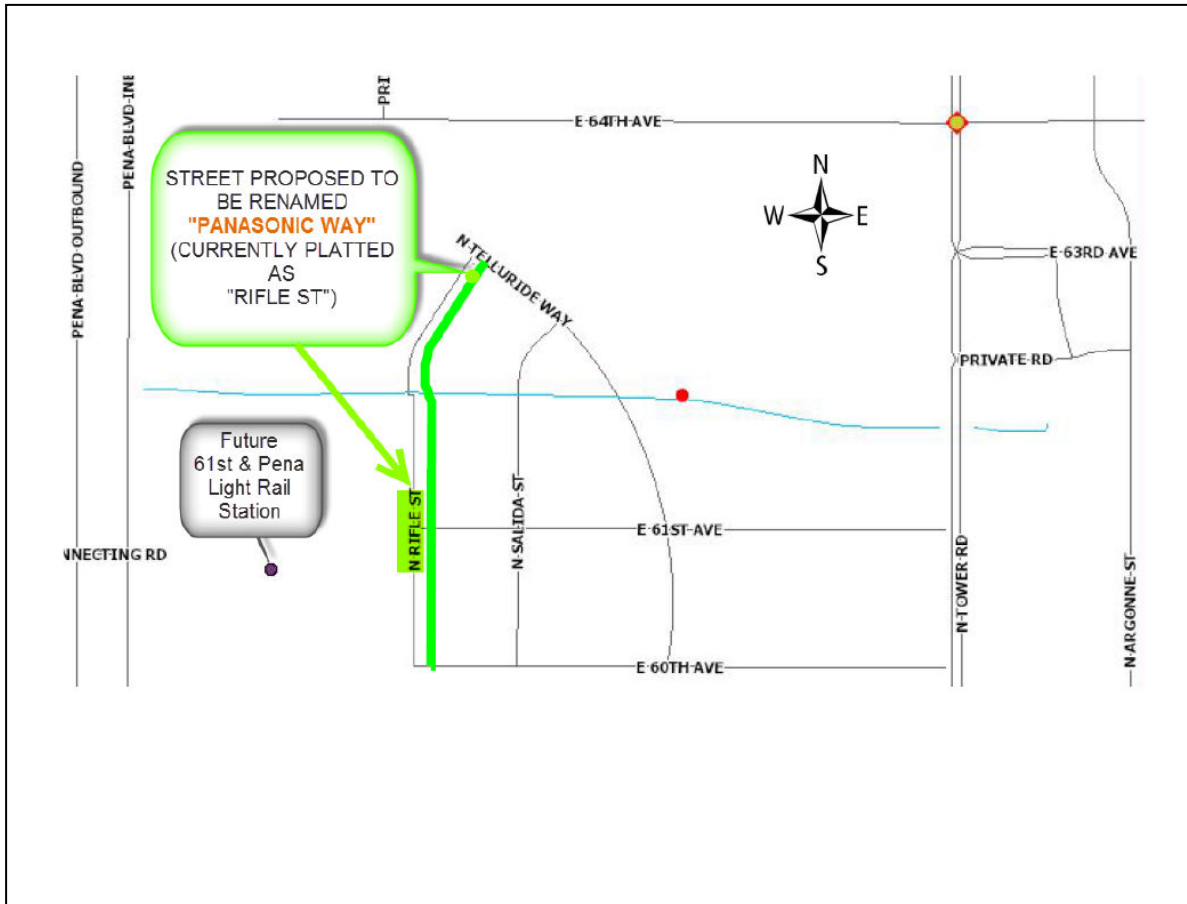 PRI
PENA-BLVD-INB
E 64TH AVE
STREET PROPOSED TO
BE RENAMED
"PANASONIC WAY"
(CURRENTLY PLATTED
AS
"RIFLE ST")
N
W
E
S
PENA-BLVD-OUTBOUND
N-TELLURIDE WAY
E-63RD AVE
PRIVATE-RD
Future
61st & Pena
Light Rail
Station
N-RIFLE ST
N-SALIDA-ST
E 61ST-AVE
NNECTING RD
N-TOWER-RD
N-ARGONNE-ST
E 60TH AVE